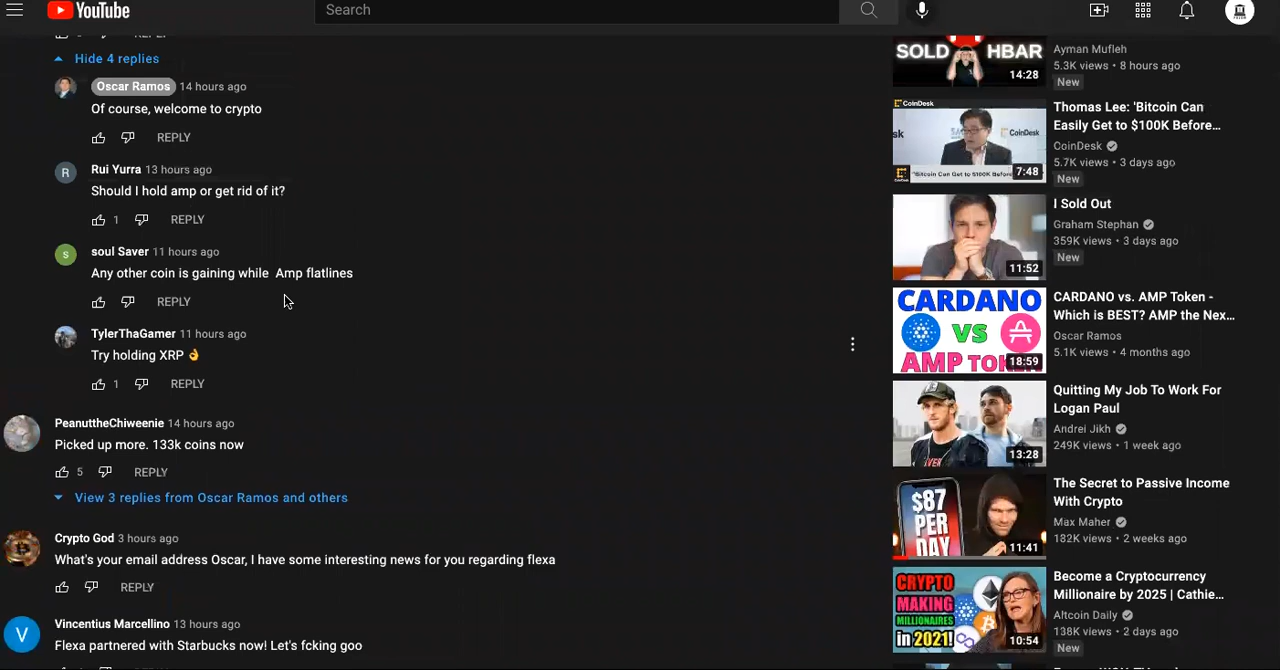 YouTube
Search
Hide 4 replies
Oscar Ramos 14 hours ago
Of course, welcome to crypto
REPLY
R
Rui Yurra 13 hours ago
Should I hold amp or get rid of it?
1 REPLY
S
soul Saver 11 hours ago
Any other coin is gaining while  Amp flatlines
REPLY
TylerThaGamer 11 hours ago
Try holding XRP 👌
1 REPLY
PeanuttheChiweenie 14 hours ago
Picked up more. 133k coins now
5 REPLY
View 3 replies from Oscar Ramos and others
Crypto God 3 hours ago
What's your email address Oscar, I have some interesting news for you regarding flexa
REPLY
V
Vincentius Marcellino 13 hours ago
Flexa partnered with Starbucks now! Let's fcking goo
SOLD HBAR
14:28
Ayman Mufleh
5.3K views • 8 hours ago
New
CoinDesk
CoinDesk
"Bitcoin Can Get to $100K Before
7:48
Thomas Lee: 'Bitcoin Can
Easily Get to $100K Before...
CoinDesk
5.7K views • 3 days ago
New
11:52
I Sold Out
Graham Stephan
359K views • 3 days ago
New
CARDANO
VS
AMP TOKEN
18:59
CARDANO vs. AMP Token -
Which is BEST? AMP the Nex...
Oscar Ramos
5.1K views • 4 months ago
13:28
Quitting My Job To Work For
Logan Paul
Andrei Jikh
249K views • 1 week ago
$87
PER
DAY
11:41
The Secret to Passive Income
With Crypto
Max Maher
182K views • 2 weeks ago
CRYPTO
MAKING
MILLIONAIRES
in 2021!
10:54
Become a Cryptocurrency
Millionaire by 2025 | Cathie...
Altcoin Daily
138K views • 2 days ago
New